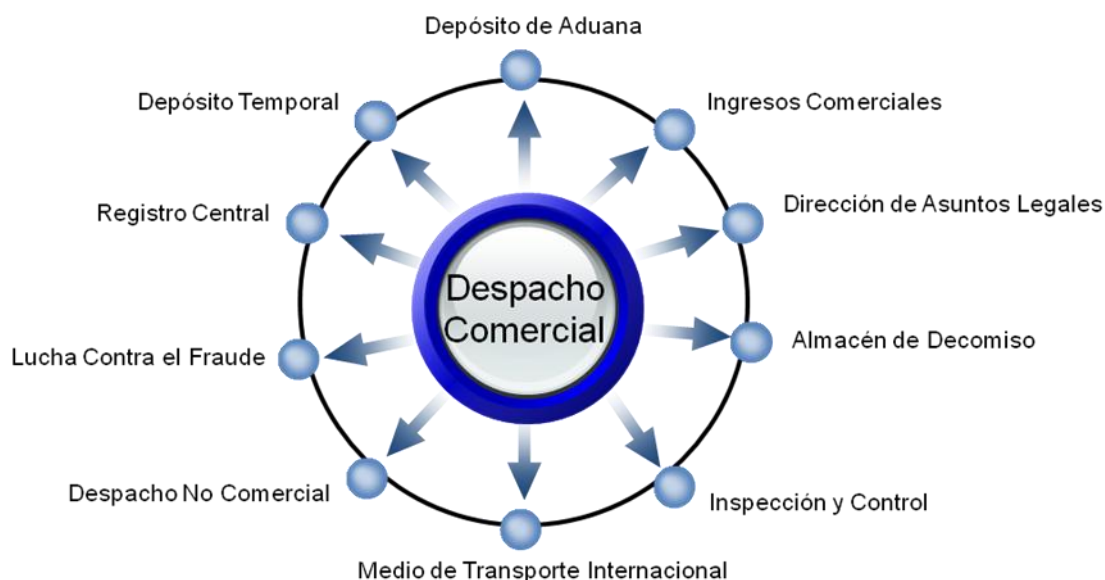 Depósito de Aduana
Depósito Temporal
Ingresos Comerciales
Registro Central
Dirección de Asuntos Legales
Despacho
Comercial
Lucha Contra el Fraude
Almacén de Decomiso
Despacho No Comercial
Inspección y Control
Medio de Transporte Internacional